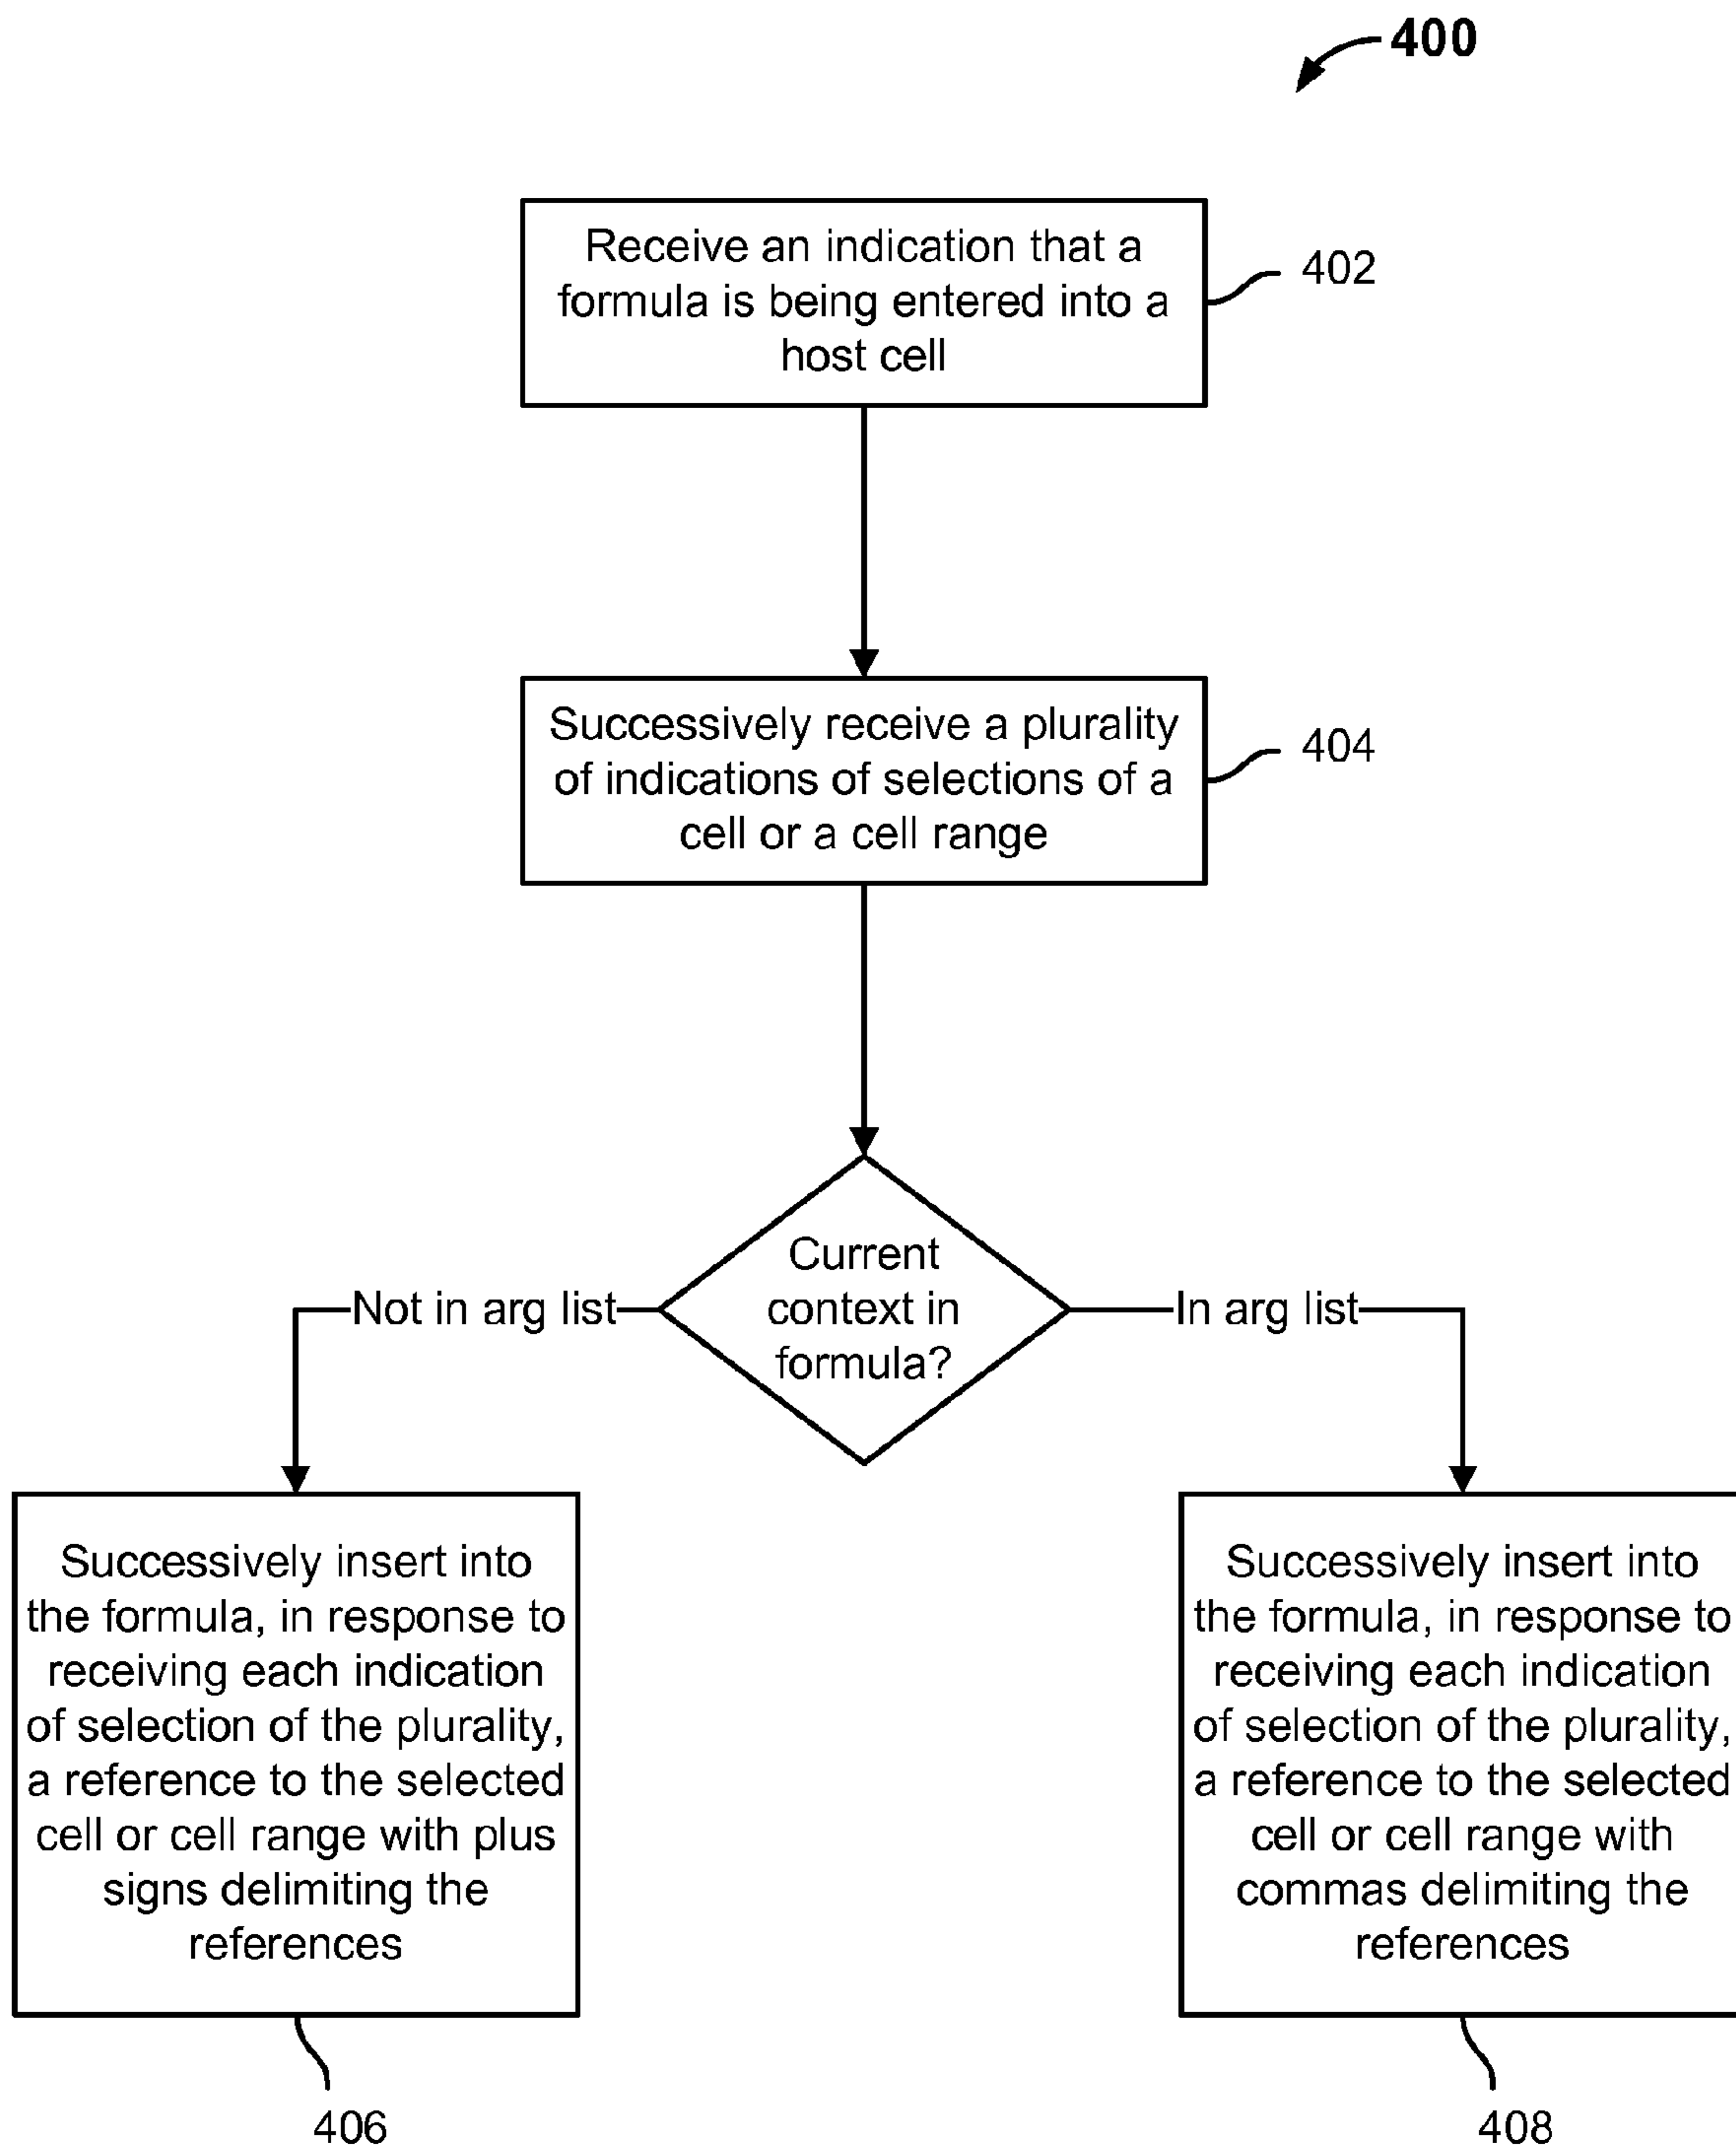 400
Receive an indication that a
formula is being entered into a
host cell
402
Successively receive a plurality
of indications of selections of a
cell or a cell range
404
Current
context in
formula?
Not in arg list
In arg list
Successively insert into
the formula, in response to
receiving each indication
of selection of the plurality,
a reference to the selected
cell or cell range with plus
signs delimiting the
references
406
Successively insert into
the formula, in response to
receiving each indication
of selection of the plurality,
a reference to the selected
cell or cell range with
commas delimiting the
references
408